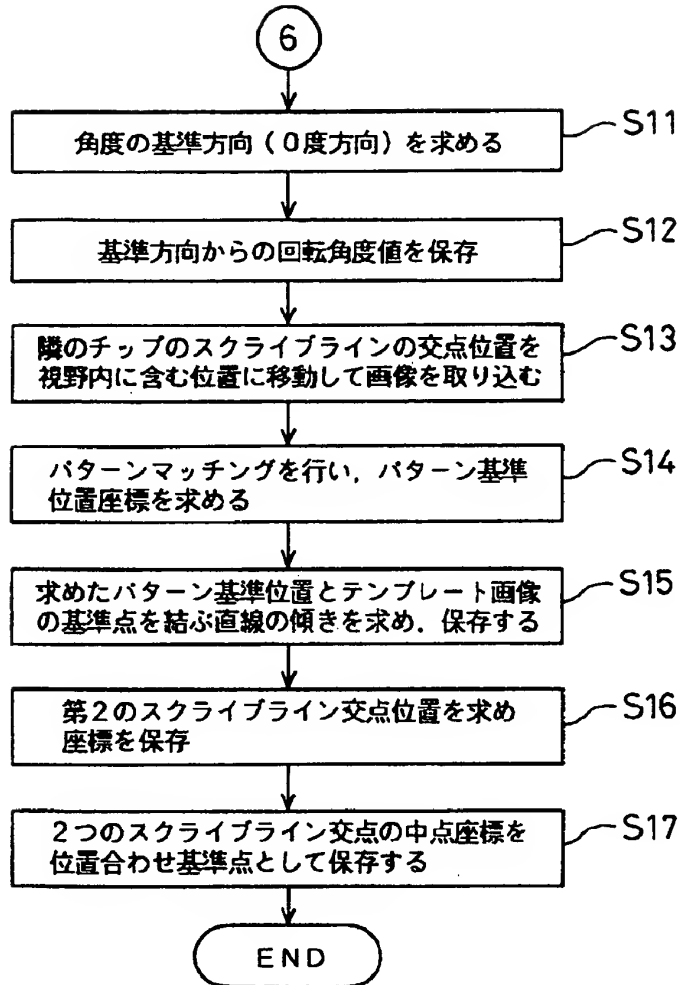 6
角度の基準方向(0度方向)を求める
S11
基準方向からの回転角度値を保存
S12
隣のチップのスクライブラインの交点位置を
視野内に含む位置に移動して画像を取り込む
S13
パターンマッチングを行い,パターン基準
位置座標を求める
S14
求めたパターン基準位置とテンプレート画像
の基準点を結ぶ直線の傾きを求め.保存する
S15
第2のスクライブライン交点位置を求め
座標を保存
S16
2つのスクライブライン交点の中点座標を
位置合わせ基準点として保存する
S17
END